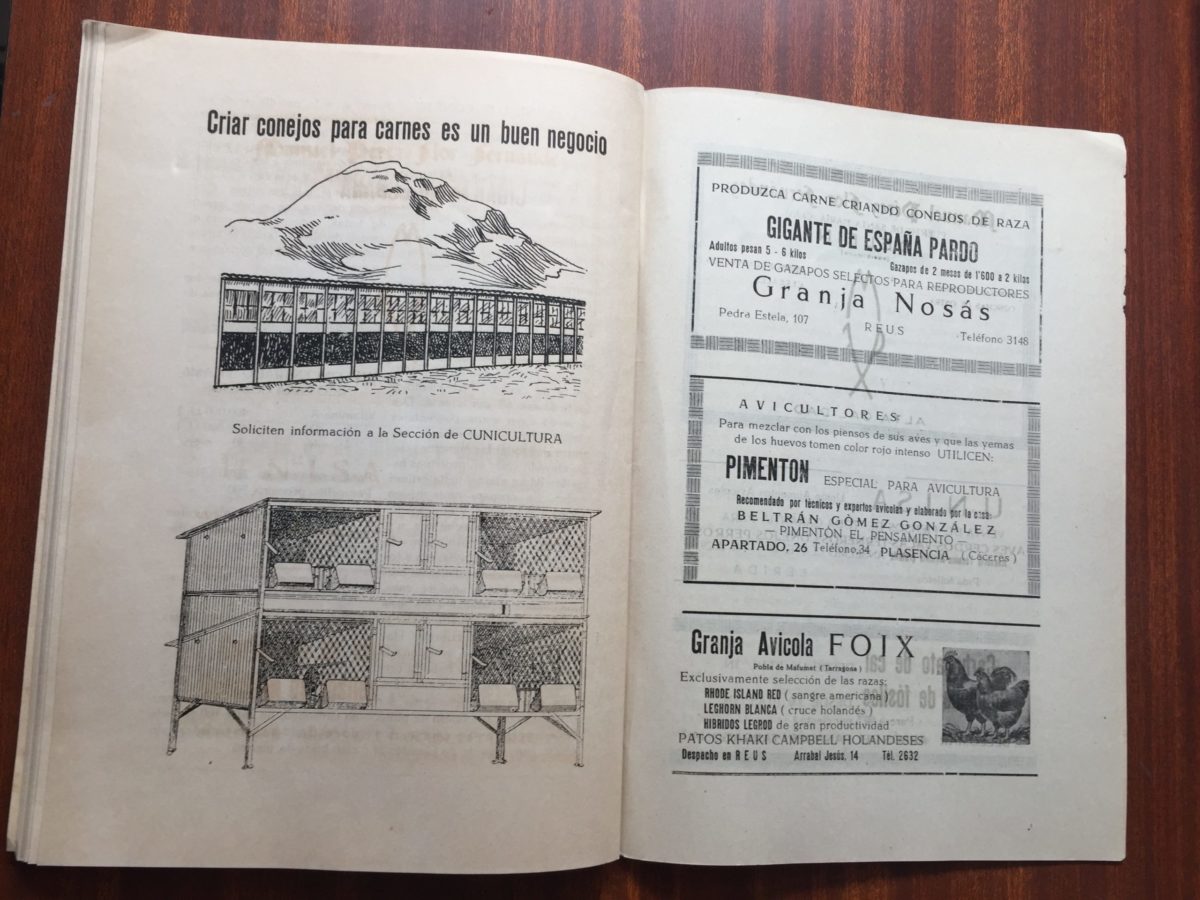 Criar conejos para carnes es un buen negocio
Soliciten información a la Sección de CUNICULTURA
PRODUZCA CARNE CRIANDO CONEJOS DE RAZA
GIGANTE DE ESPAÑA PARDO
Adultos pesan 5 - 6 kilos
Gazapos de 2 meses de 1'600 a 2 kilos
VENTA DE GAZAPOS SELECTOS PARA REPRODUCTORES
Granja Nosás
Pedra Estela, 107 REUS Teléfono 3148
AVICULTORES
Para mezclar con los piensos de sus aves y que las yemas
de los huevos tomen color rojo intenso UTILICEN:
PIMENTON ESPECIAL PARA AVICULTURA
Recomendado por técnicos y expertos avícolas y elaborado por la casa:
BELTRÁN GÔMEZ GONZÁLEZ
— PIMENTÓN EL PENSAMIENTO —
APARTADO, 26 Teléfono,34 PLASENCIA (Cáceres)
Granja Avicola FOIX
Pobla de Mafumet (Tarragona)
Exclusivamente selección de las razas:
RHODE ISLAND RED ( sangre americana )
LEGHORN BLANCA ( cruce holandés )
HIBRIDOS LEGROD de gran productividad
PATOS KHAKI CAMPBELL HOLANDESES
Despacho en REUS Arrabal Jesús, 14 Tél. 2632